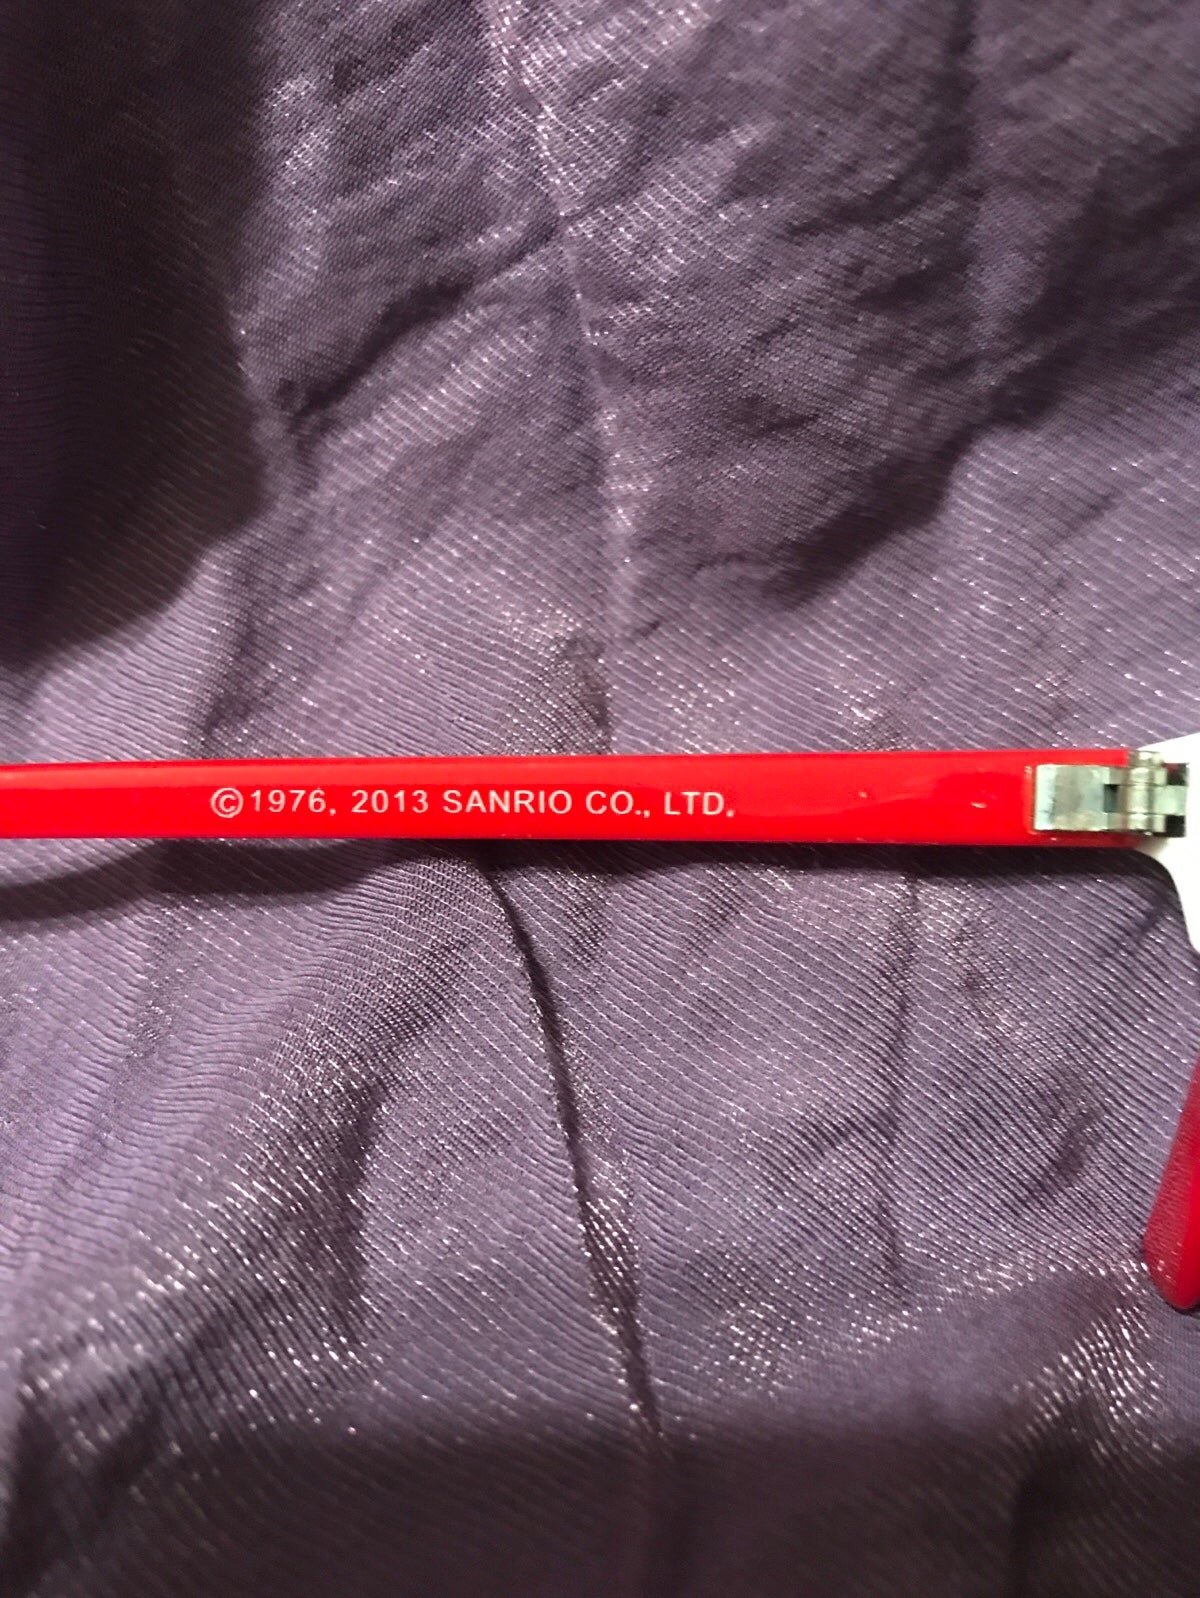 ©1976, 2013 SANRIO CO., LTD.